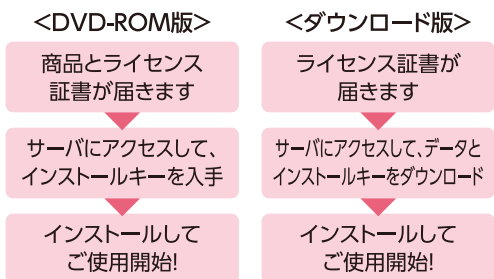 <DVD-ROM版>
商品とライセンス
証書が届きます
サーバにアクセスして、
インストールキーを入手
インストールして
ご使用開始!
<ダウンロード版>
ライセンス証書が
届きます
サーバにアクセスして、データと
インストールキーをダウンロード
インストールして
ご使用開始!